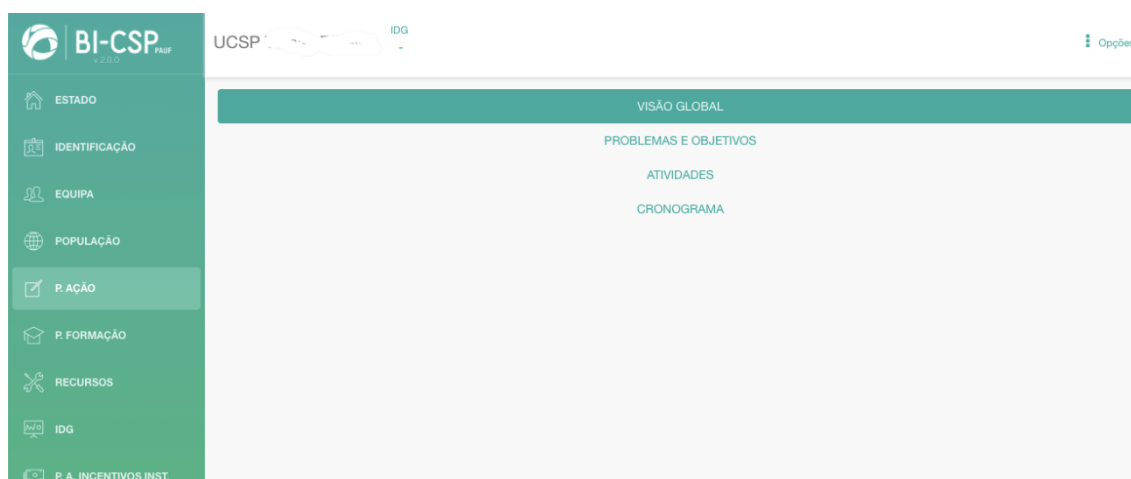 BI-CSP PAUF
v 2.0.0
UCSP
IDG
-
Opções
ESTADO
IDENTIFICAÇÃO
EQUIPA
POPULAÇÃO
P. AÇÃO
P. FORMAÇÃO
RECURSOS
IDG
P. A. INCENTIVOS INST.
VISÃO GLOBAL
PROBLEMAS E OBJETIVOS
ATIVIDADES
CRONOGRAMA